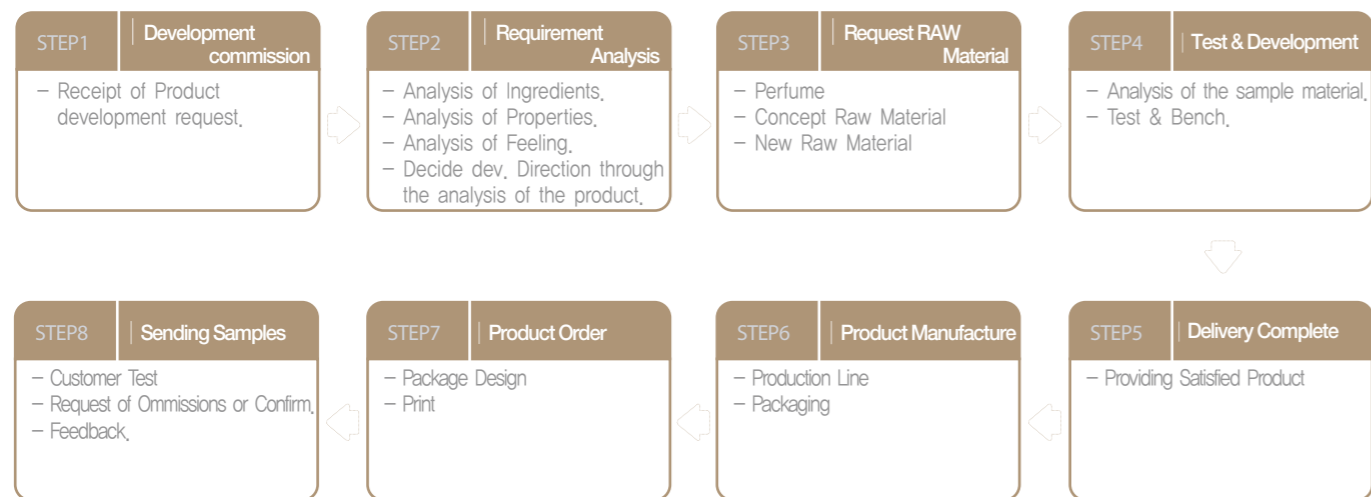 STEP1
Development
commission
- Receipt of Product
development request.
STEP2
Requirement
Analysis
- Analysis of Ingredients.
- Analysis of Properties.
- Analysis of Feeling.
- Decide dev. Direction through
the analysis of the product.
STEP3
Request RAW
Material
- Perfume
- Concept Raw Material
- New Raw Material
STEP4
Test & Development
- Analysis of the sample material.
- Test & Bench.
STEP8
Sending Samples
- Customer Test
- Request of Ommissions or Confirm.
- Feedback.
STEP7
Product Order
- Package Design
- Print
STEP6
Product Manufacture
- Production Line
- Packaging
STEP5
Delivery Complete
- Providing Satisfied Product